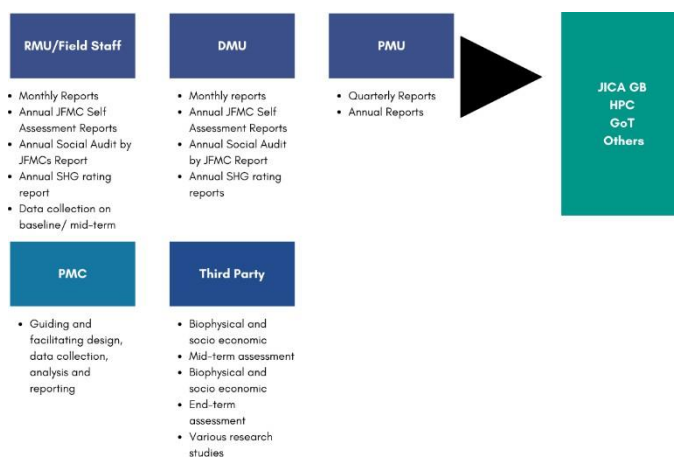 RMU/Field Staff
• Monthly Reports
• Annual JFMC Self
Assessment Reports
• Annual Social Audit by
JFMCs Report
• Annual SHG rating
report
• Data collection on
baseline/ mid-term
DMU
• Monthly reports
• Annual JFMC Self
Assessment Reports
• Annual Social Audit
by JFMC Report
• Annual SHG rating
reports
PMU
• Quarterly Reports
• Annual Reports
JICA GB
HPC
GoT
Others
PMC
• Guiding and
facilitating design,
data collection,
analysis and
reporting
Third Party
• Biophysical and
socio economic
• Mid-term assessment
• Biophysical and
socio economic
• End-term
assessment
• Various research
studies